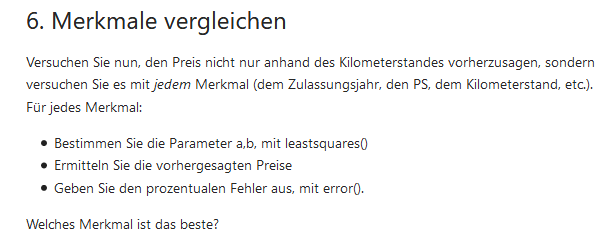 6. Merkmale vergleichen
Versuchen Sie nun, den Preis nicht nur anhand des Kilometerstandes vorherzusagen, sondern
versuchen Sie es mit jedem Merkmal (dem Zulassungsjahr, den PS, dem Kilometerstand, etc.).
Für jedes Merkmal:
• Bestimmen Sie die Parameter a,b, mit leastsquares()
• Ermitteln Sie die vorhergesagten Preise
• Geben Sie den prozentualen Fehler aus, mit error().
Welches Merkmal ist das beste?